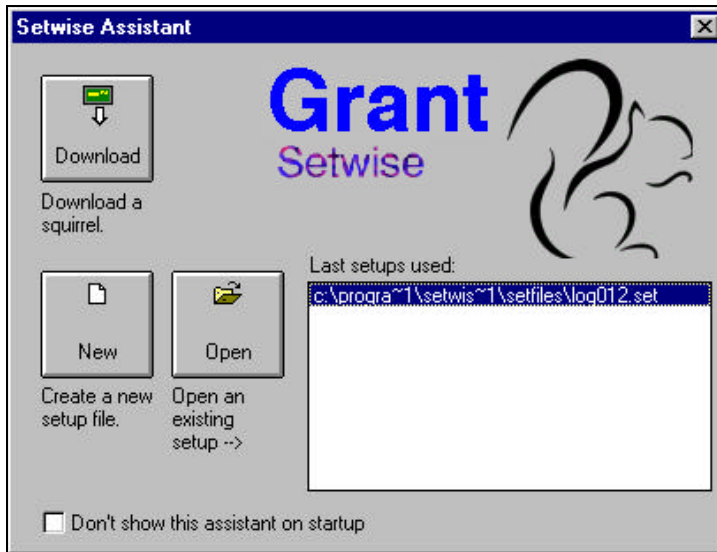 Setwise Assistant
Grant
Setwise
Download
Download a
squirrel.
Last setups used:
c:\progra~1\setwis~1\setfiles\log012.set
New
Open
Create a new
setup file.
Open an
existing
setup -->
Don't show this assistant on startup